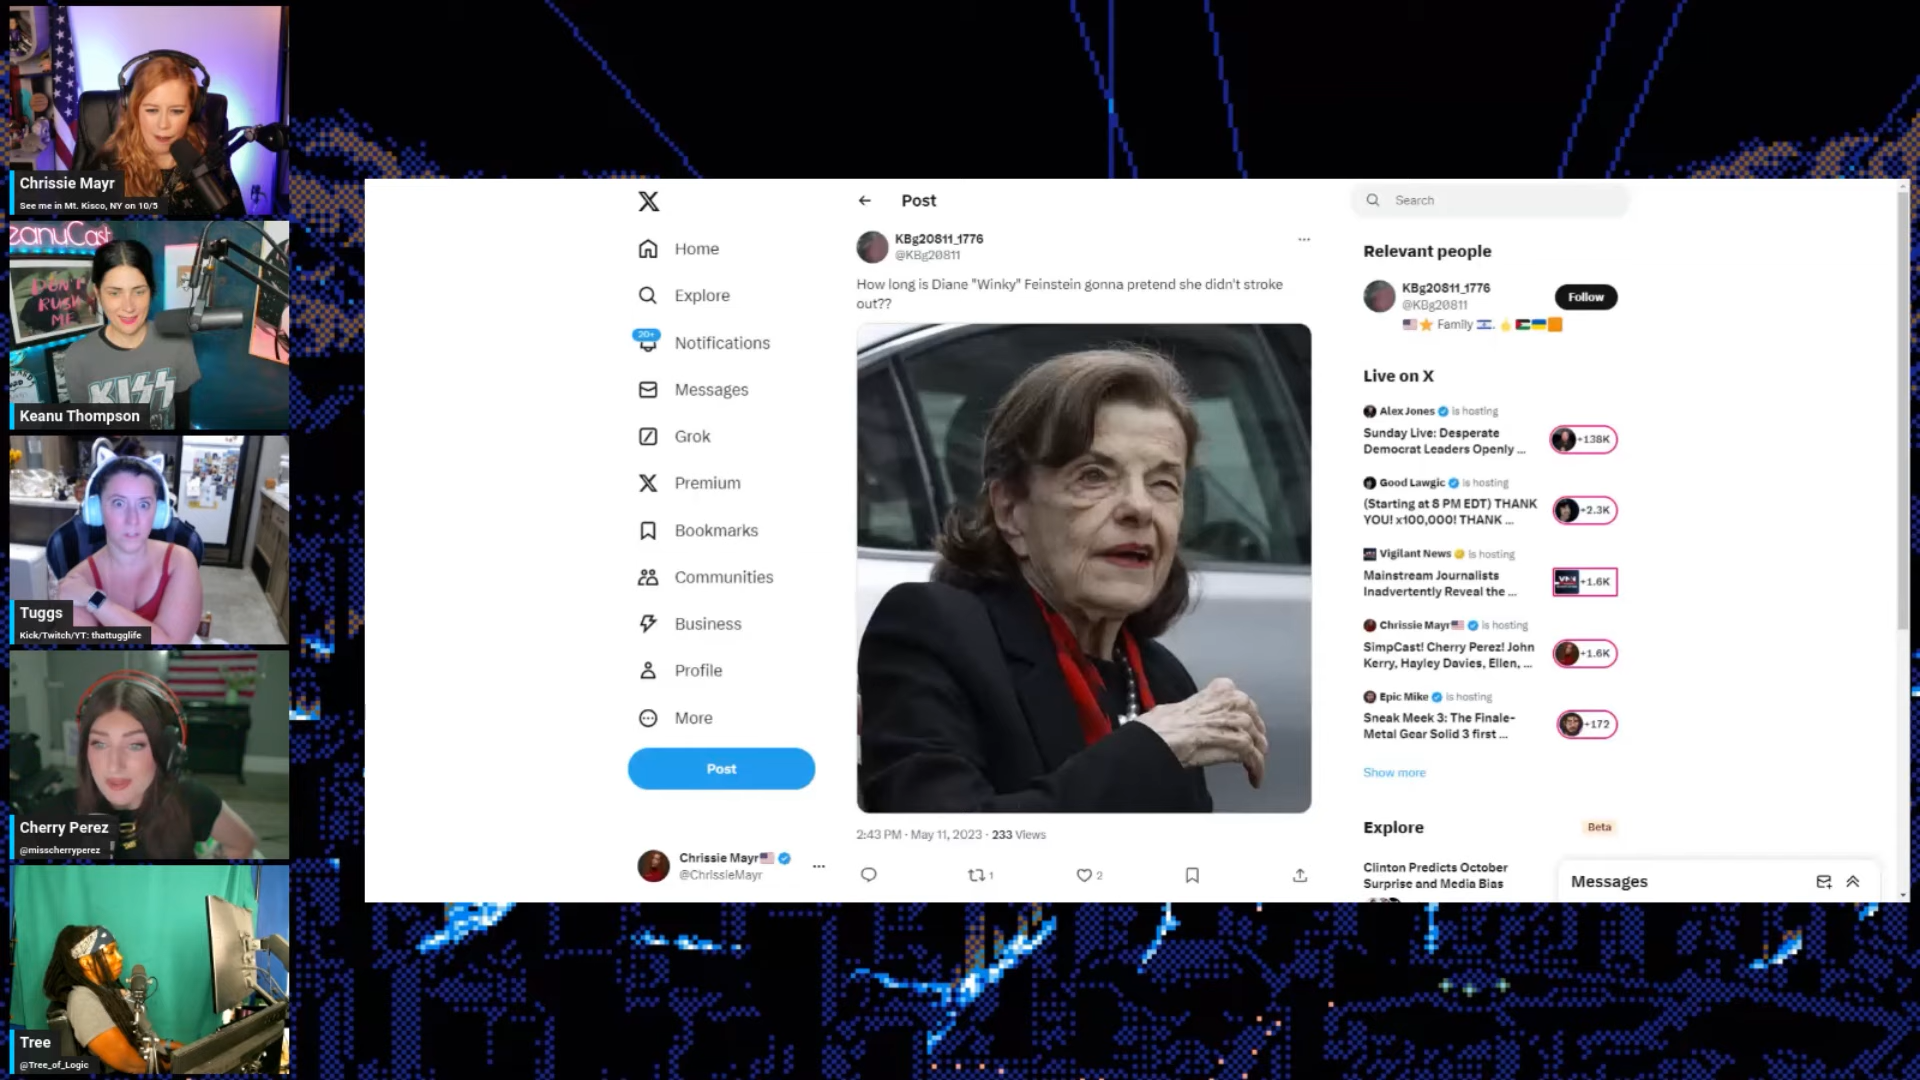 Chrissie Mayr
See me in Mt. Kisco, NY on 10/5
eanuCast
DON'T
RUSH
ME
KISS
Keanu Thompson
Tuggs
Kick/Twitch/YT: thattugglife
Cherry Perez
@misscherryperez
Tree
@Tree_of_Logic
Home
Explore
20+
Notifications
Messages
Grok
Premium
Bookmarks
Communities
Business
Profile
More
Post
Chrissie Mayr
@ChrissieMayr
Post
KBg20811_1776
@KBg20811
How long is Diane "Winky" Feinstein gonna pretend she didn't stroke
out??
2:43 PM · May 11, 2023 · 233 Views
1
2
Search
Relevant people
KBg20811_1776
@KBg20811
Follow
Family
Live on X
Alex Jones is hosting
Sunday Live: Desperate
Democrat Leaders Openly ...
+138K
Good Lawgic is hosting
(Starting at 8 PM EDT) THANK
YOU! x100,000! THANK ...
+2.3K
Vigilant News is hosting
Mainstream Journalists
Inadvertently Reveal the ...
+1.6K
Chrissie Mayr is hosting
SimpCast! Cherry Perez! John
Kerry, Hayley Davies, Ellen, ...
+1.6K
Epic Mike is hosting
Sneak Meek 3: The Finale-
Metal Gear Solid 3 first ...
+172
Show more
Explore
Beta
Clinton Predicts October
Surprise and Media Bias
Messages